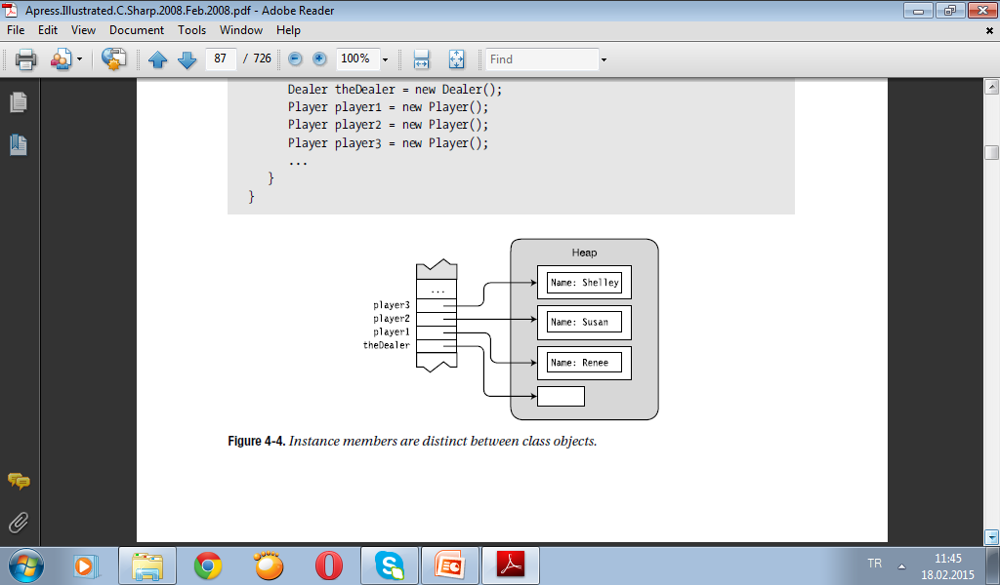 Apress.Illustrated.C.Sharp.2008.Feb.2008.pdf - Adobe Reader
File Edit View Document Tools Window Help
87 / 726 100% Find
Dealer theDealer = new Dealer();
Player player1 = new Player();
Player player2 = new Player();
Player player3 = new Player();
...
}
}
Heap
...
Name: Shelley
player3
player2
Name: Susan
player1
theDealer
Name: Renee
Figure 4-4. Instance members are distinct between class objects.
TR
11:45
18.02.2015